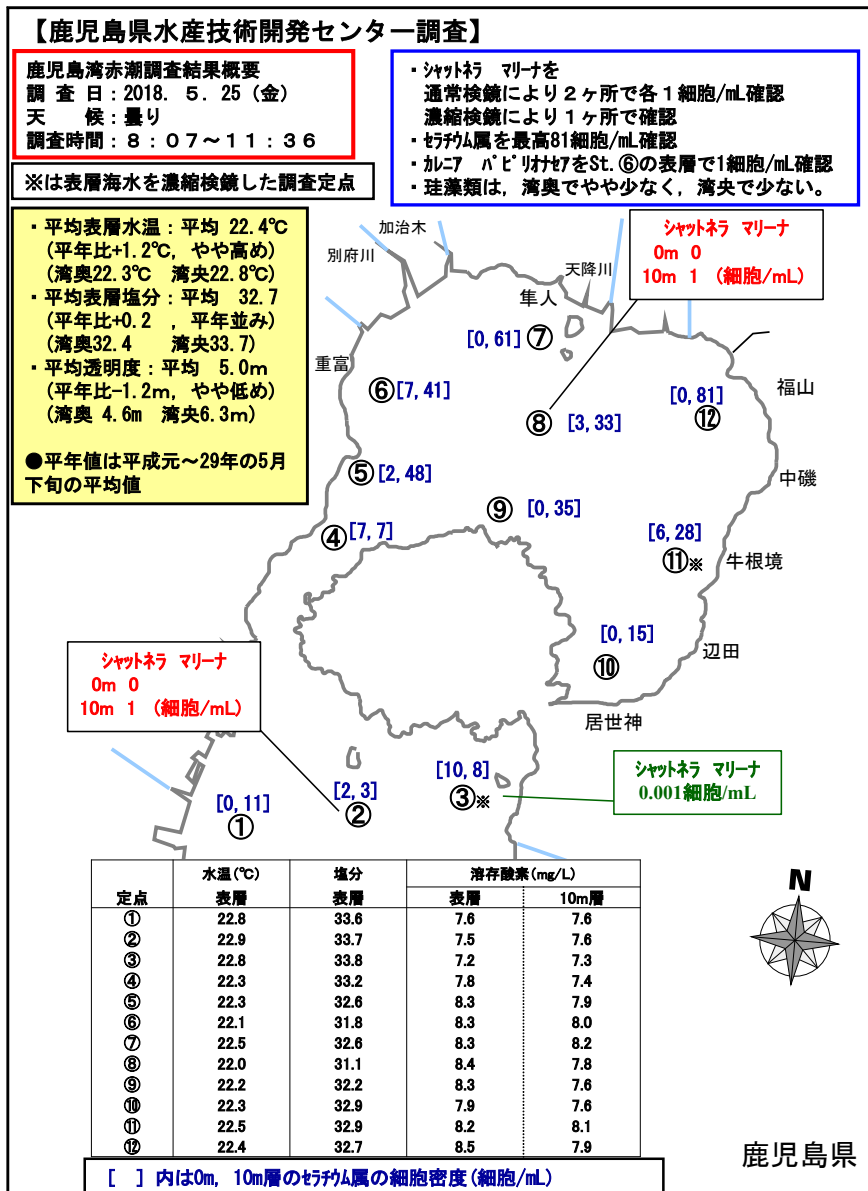 【鹿児島県水産技術開発センター調査】
鹿児島湾赤潮調査結果概要
調 査 日：2018. 5. 25（金）
天　　候：曇り
調査時間：8：07～11：36
・ｼｬｯﾄﾈﾗ ﾏﾘｰﾅを
通常検鏡により２ヶ所で各１細胞/mL確認
濃縮検鏡により１ヶ所で確認
・ｾﾗﾁｳﾑ属を最高81細胞/mL確認
・ｶﾚﾆｱ ﾊﾟﾋﾟﾘｵﾅｾｱをSt.⑥の表層で1細胞/mL確認
・珪藻類は，湾奥でやや少なく，湾央で少ない。
※は表層海水を濃縮検鏡した調査定点
・平均表層水温：平均 22.4℃
(平年比+1.2℃，やや高め)
(湾奥22.3℃ 湾央22.8℃)
・平均表層塩分：平均 32.7
(平年比+0.2 ，平年並み)
(湾奥32.4 湾央33.7)
・平均透明度：平均 5.0ｍ
(平年比-1.2m，やや低め)
(湾奥 4.6m 湾央6.3ｍ)
●平年値は平成元～29年の5月
下旬の平均値
加治木
別府川
天降川
隼人
重富
福山
中磯
牛根境
辺田
居世神
シャットネラ マリーナ
0m 0
10m 1 (細胞/mL)
[0, 61] ⑦
⑥ [7, 41]
⑧ [3, 33]
[0, 81]
⑫
⑤ [2, 48]
⑨ [0, 35]
④ [7, 7]
[6, 28]
⑪※
[0, 15]
⑩
シャットネラ マリーナ
0m 0
10m 1 (細胞/mL)
シャットネラ マリーナ
0.001細胞/mL
[0, 11]
①
[2, 3]
②
[10, 8]
③※
水温(℃) 塩分 溶存酸素(mg/L)
定点 表層 表層 表層 10m層
① 22.8 33.6 7.6 7.6
② 22.9 33.7 7.5 7.6
③ 22.8 33.8 7.2 7.3
④ 22.3 33.2 7.8 7.4
⑤ 22.3 32.6 8.3 7.9
⑥ 22.1 31.8 8.3 8.0
⑦ 22.5 32.6 8.3 8.2
⑧ 22.0 31.1 8.4 7.8
⑨ 22.2 32.2 8.3 7.6
⑩ 22.3 32.9 7.9 7.6
⑪ 22.5 32.9 8.2 8.1
⑫ 22.4 32.7 8.5 7.9
N
鹿児島県
[ ] 内は0m, 10m層のｾﾗﾁｳﾑ属の細胞密度(細胞/mL)